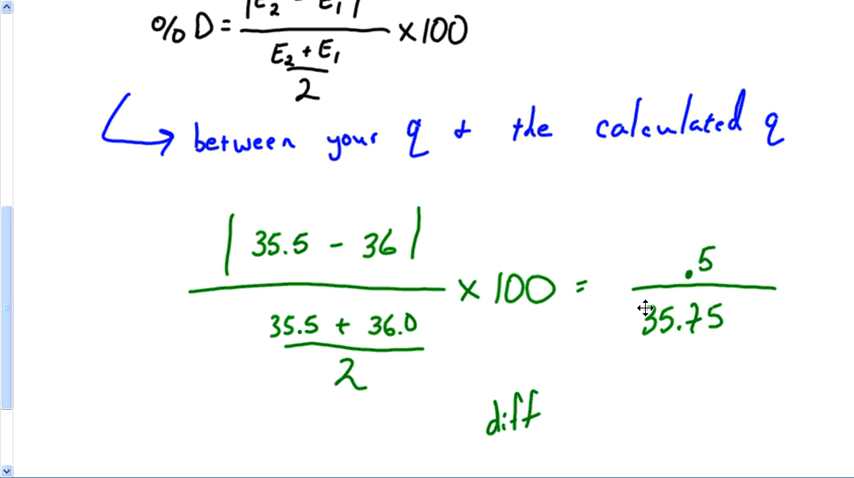 |E₂ - E₁|
% D = ─── × 100
E₂ + E₁
2
between your q + the calculated q
| 35.5 - 36 |
─── × 100 =
.5
35.5 + 36.0
35.75
2
diff